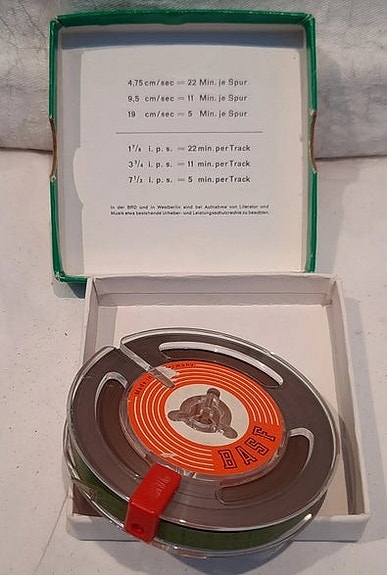 4,75 cm/sec = 22 Min. je Spur
9,5 cm/sec = 11 Min. je Spur
19 cm/sec = 5 Min. je Spur
1⅞ i. p. s. = 22 min. per Track
3¾ i. p. s. = 11 min. per Track
7½ i. p. s. = 5 min. per Track
In der BRD und in Westberlin sind bei Aufnahme von Literatur und
Musik etwa bestehende Urheber- und Leistungsschutzrechte zu beachten.
Germany
BASF